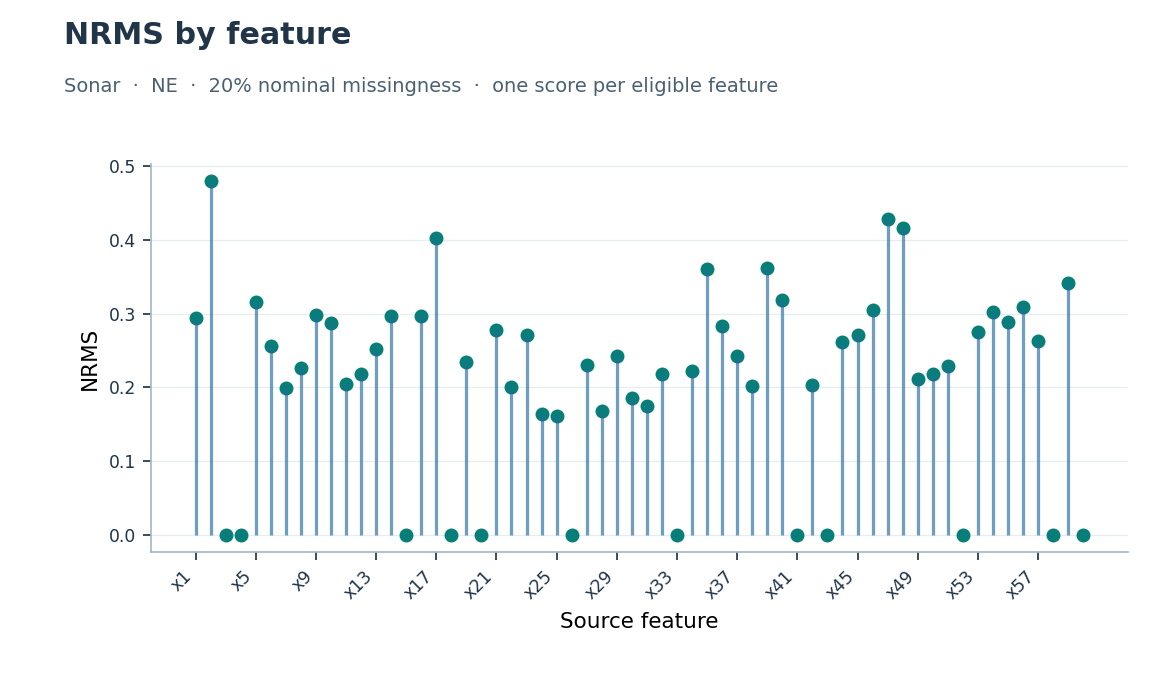 NRMS by feature
Sonar · NE · 20% nominal missingness · one score per eligible feature
0.5
0.4
0.3
0.2
0.1
0.0
NRMS
x1 x5 x9 x13 x17 x21 x25 x29 x33 x37 x41 x45 x49 x53 x57
Source feature